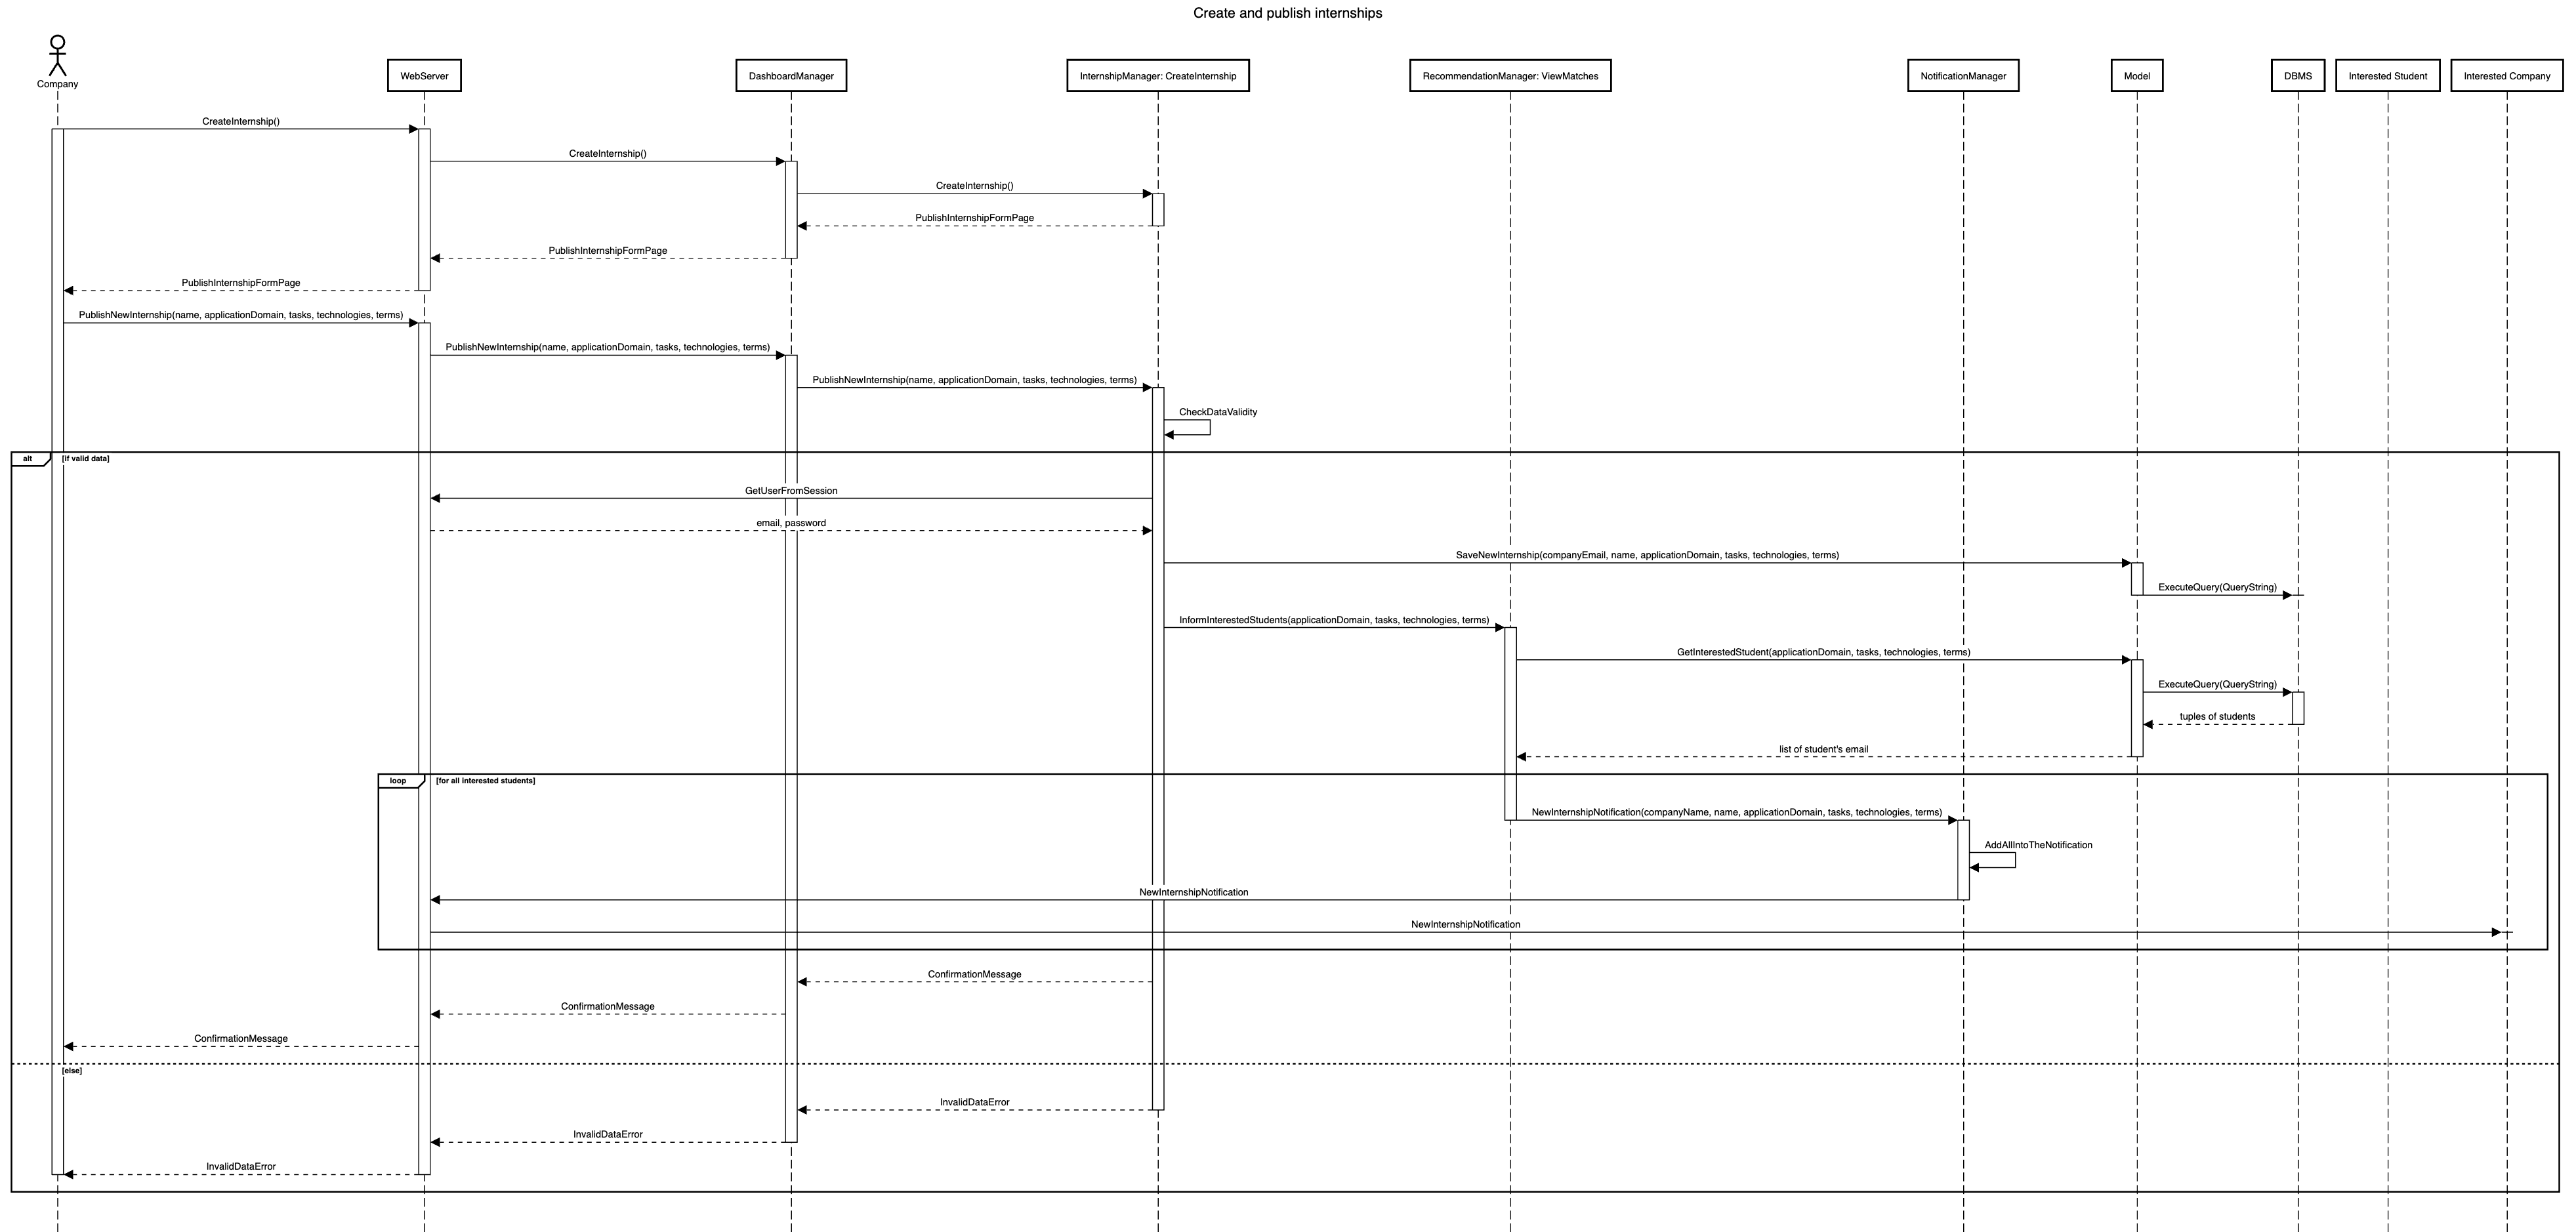 Create and publish internships
Company
WebServer
DashboardManager
InternshipManager: CreateInternship
RecommendationManager: ViewMatches
NotificationManager
Model
DBMS
Interested Student
Interested Company
CreateInternship()
CreateInternship()
CreateInternship()
PublishInternshipFormPage
PublishInternshipFormPage
PublishInternshipFormPage
PublishNewInternship(name, applicationDomain, tasks, technologies, terms)
PublishNewInternship(name, applicationDomain, tasks, technologies, terms)
PublishNewInternship(name, applicationDomain, tasks, technologies, terms)
CheckDataValidity
alt
[if valid data]
GetUserFromSession
email, password
SaveNewInternship(companyEmail, name, applicationDomain, tasks, technologies, terms)
ExecuteQuery(QueryString)
InformInterestedStudents(applicationDomain, tasks, technologies, terms)
GetInterestedStudent(applicationDomain, tasks, technologies, terms)
ExecuteQuery(QueryString)
tuples of students
list of student's email
loop
[for all interested students]
NewInternshipNotification(companyName, name, applicationDomain, tasks, technologies, terms)
AddAllIntoTheNotification
NewInternshipNotification
NewInternshipNotification
ConfirmationMessage
ConfirmationMessage
ConfirmationMessage
[else]
InvalidDataError
InvalidDataError
InvalidDataError